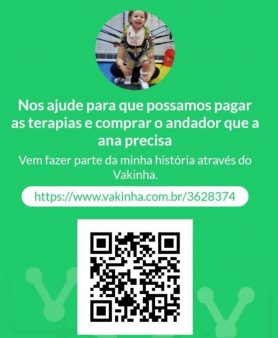 Nos ajude para que possamos pagar
as terapias e comprar o andador que a
ana precisa
Vem fazer parte da minha história através do
Vakinha.
https://www.vakinha.com.br/3628374